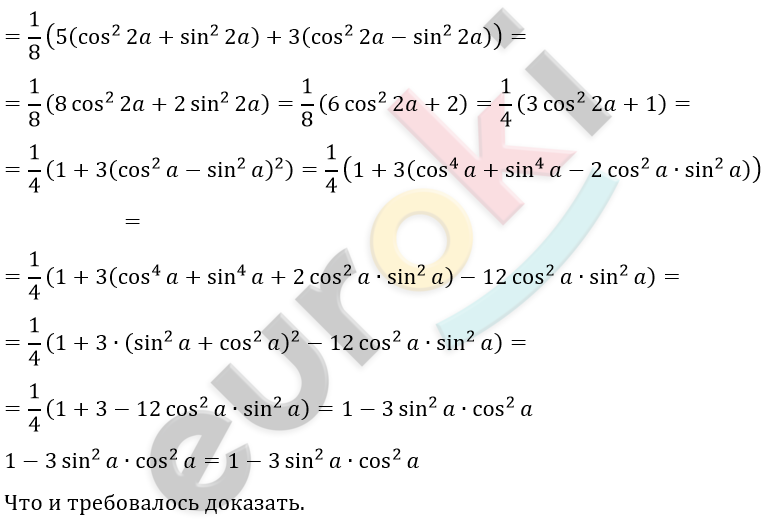 = 1/8 (5(cos² 2a + sin² 2a) + 3(cos² 2a − sin² 2a)) =
= 1/8 (8 cos² 2a + 2 sin² 2a) = 1/8 (6 cos² 2a + 2) = 1/4 (3 cos² 2a + 1) =
= 1/4 (1 + 3(cos² a − sin² a)²) = 1/4 (1 + 3(cos⁴ a + sin⁴ a − 2 cos² a · sin² a))
=
= 1/4 (1 + 3(cos⁴ a + sin⁴ a + 2 cos² a · sin² a) − 12 cos² a · sin² a) =
= 1/4 (1 + 3 · (sin² a + cos² a)² − 12 cos² a · sin² a) =
= 1/4 (1 + 3 − 12 cos² a · sin² a) = 1 − 3 sin² a · cos² a
1 − 3 sin² a · cos² a = 1 − 3 sin² a · cos² a
Что и требовалось доказать.
euroki